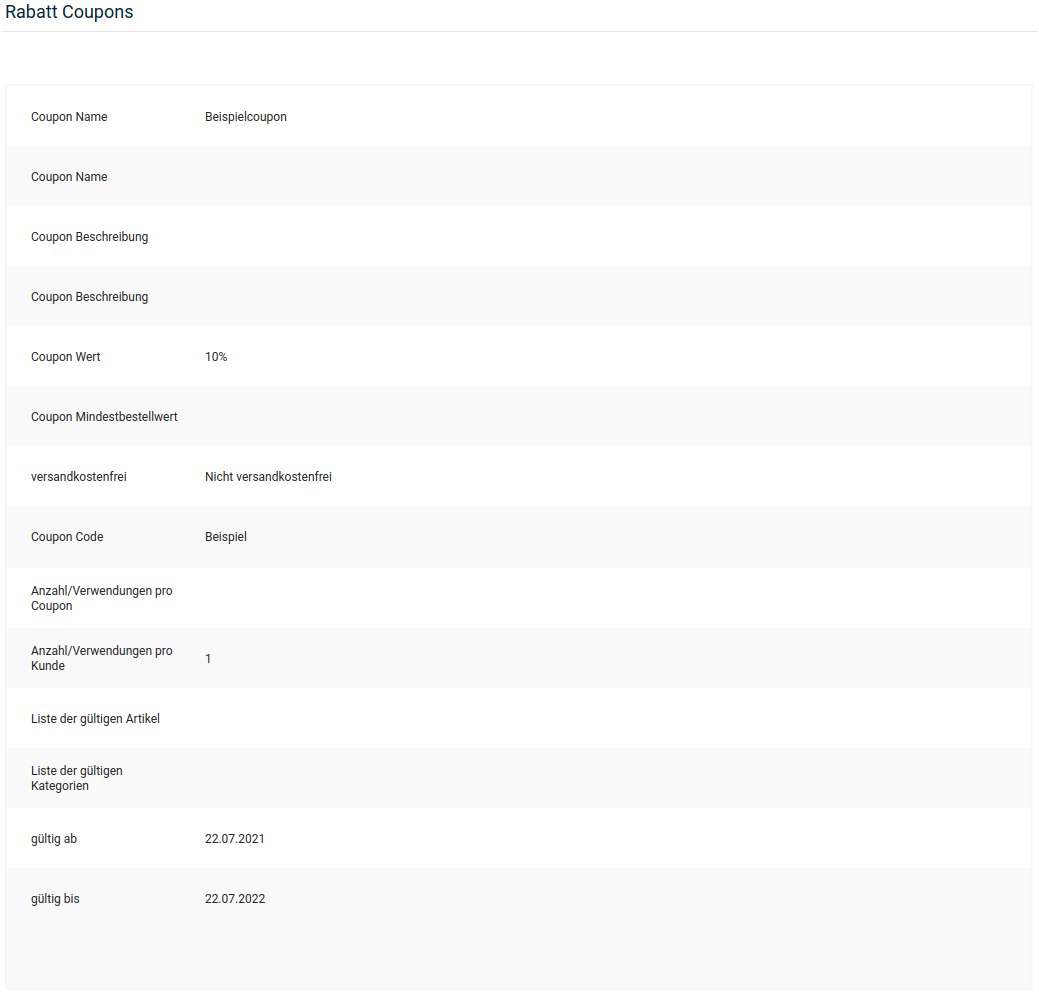 Rabatt Coupons
Coupon Name Beispielcoupon
Coupon Name
Coupon Beschreibung
Coupon Beschreibung
Coupon Wert 10%
Coupon Mindestbestellwert
versandkostenfrei Nicht versandkostenfrei
Coupon Code Beispiel
Anzahl/Verwendungen pro
Coupon
Anzahl/Verwendungen pro
Kunde 1
Liste der gültigen Artikel
Liste der gültigen
Kategorien
gültig ab 22.07.2021
gültig bis 22.07.2022